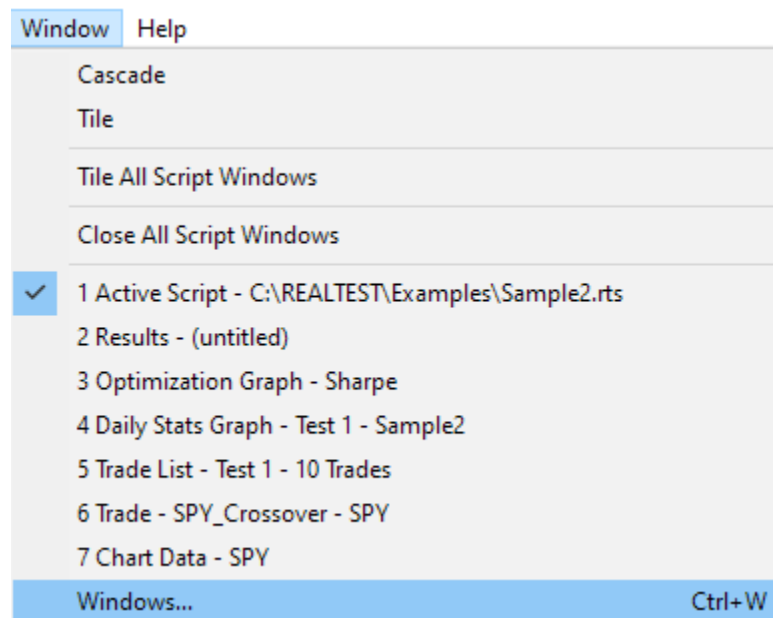 Window Help
Cascade
Tile
Tile All Script Windows
Close All Script Windows
1 Active Script - C:\REALTEST\Examples\Sample2.rts
2 Results - (untitled)
3 Optimization Graph - Sharpe
4 Daily Stats Graph - Test 1 - Sample2
5 Trade List - Test 1 - 10 Trades
6 Trade - SPY_Crossover - SPY
7 Chart Data - SPY
Windows... Ctrl+W